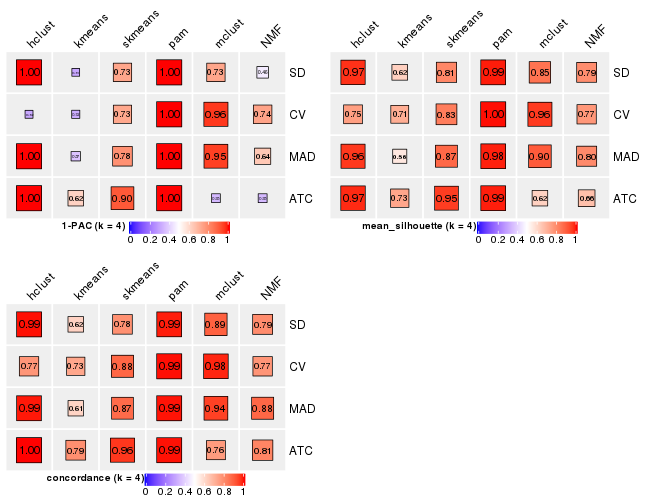 hclust kmeans skmeans pam mclust NMF
1.00 0.73 1.00 0.73 SD
0.73 1.00 0.96 0.74 CV
1.00 0.78 1.00 0.95 0.64 MAD
1.00 0.62 0.90 1.00 ATC
1-PAC (k = 4)
0 0.2 0.4 0.6 0.8 1
hclust kmeans skmeans pam mclust NMF
0.97 0.62 0.81 0.99 0.85 0.79 SD
0.75 0.71 0.83 1.00 0.96 0.77 CV
0.96 0.56 0.87 0.98 0.90 0.80 MAD
0.97 0.73 0.95 0.99 0.62 0.66 ATC
mean_silhouette (k = 4)
0 0.2 0.4 0.6 0.8 1
hclust kmeans skmeans pam mclust NMF
0.99 0.62 0.78 0.99 0.89 0.79 SD
0.77 0.73 0.88 0.99 0.98 0.77 CV
0.99 0.61 0.87 0.99 0.94 0.88 MAD
1.00 0.79 0.96 0.99 0.76 0.81 ATC
concordance (k = 4)
0 0.2 0.4 0.6 0.8 1